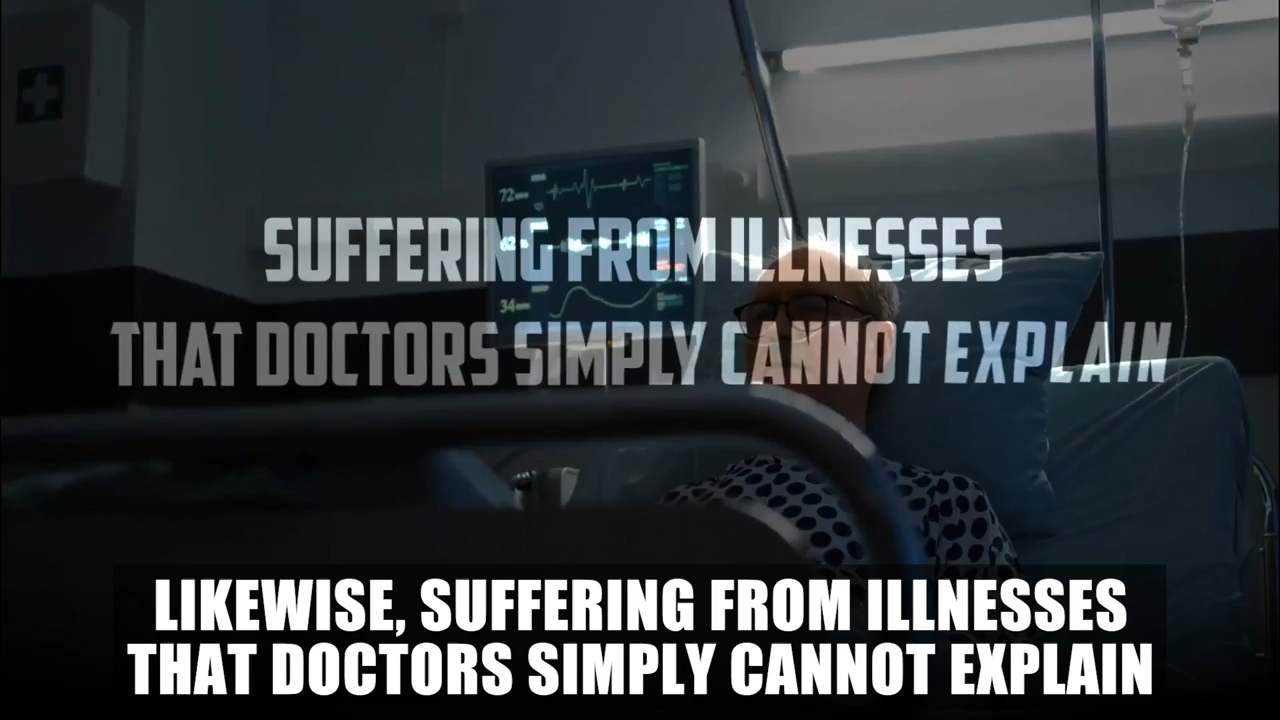 72
62
34
SUFFERING FROM ILLNESSES
THAT DOCTORS SIMPLY CANNOT EXPLAIN
LIKEWISE, SUFFERING FROM ILLNESSES
THAT DOCTORS SIMPLY CANNOT EXPLAIN